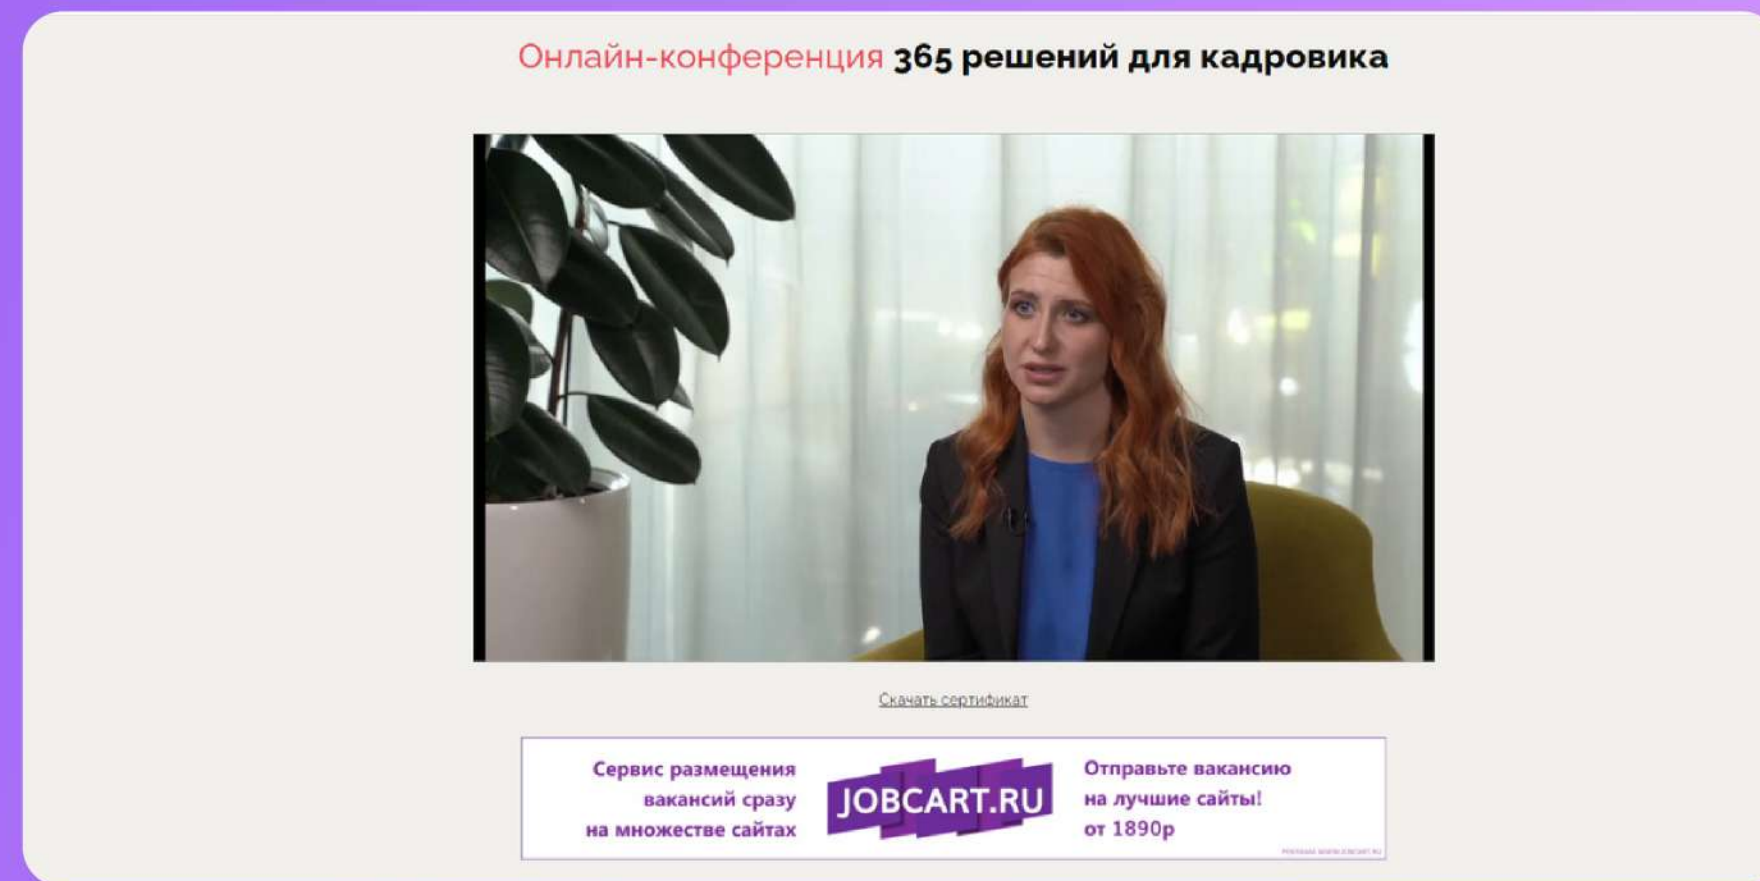 Онлайн-конференция 365 решений для кадровика
Скачать сертификат
Сервис размещения
вакансий сразу
на множестве сайтах
JOBCART.RU
Отправьте вакансию
на лучшие сайты!
от 1890р